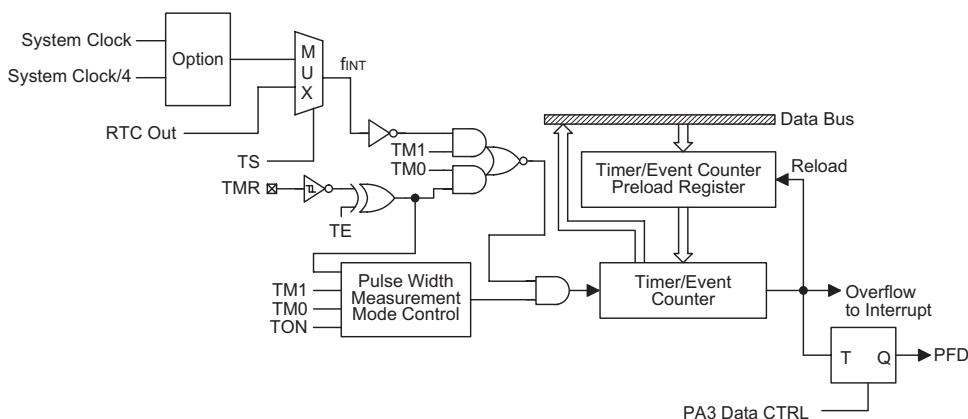 System Clock
System Clock/4
Option
M
U
X
fINT
RTC Out
TS
TM1
TM0
TMR
TE
Data Bus
Timer/Event Counter
Preload Register
Reload
TM1
TM0
TON
Pulse Width
Measurement
Mode Control
Timer/Event
Counter
Overflow
to Interrupt
T Q
PFD
PA3 Data CTRL